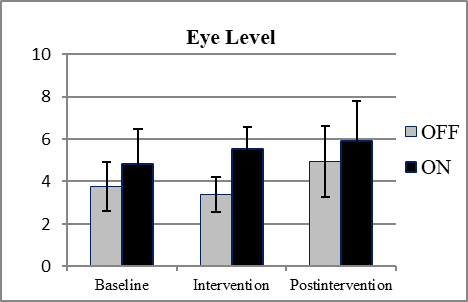 Eye Level
10
8
6
4
2
0
Baseline Intervention Postintervention
OFF
ON